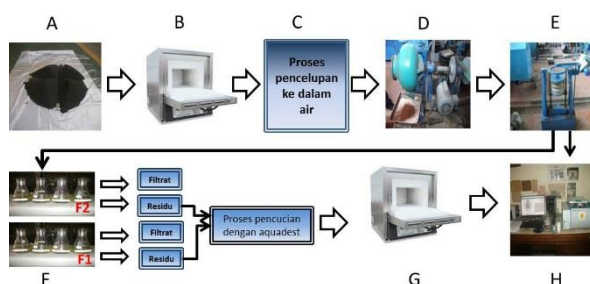 A
B
C
D
E
Proses
pencelupan
ke dalam
air
Filtrat
F2
Residu
Proses pencucian
dengan aquadest
Filtrat
F1
Residu
F
G
H